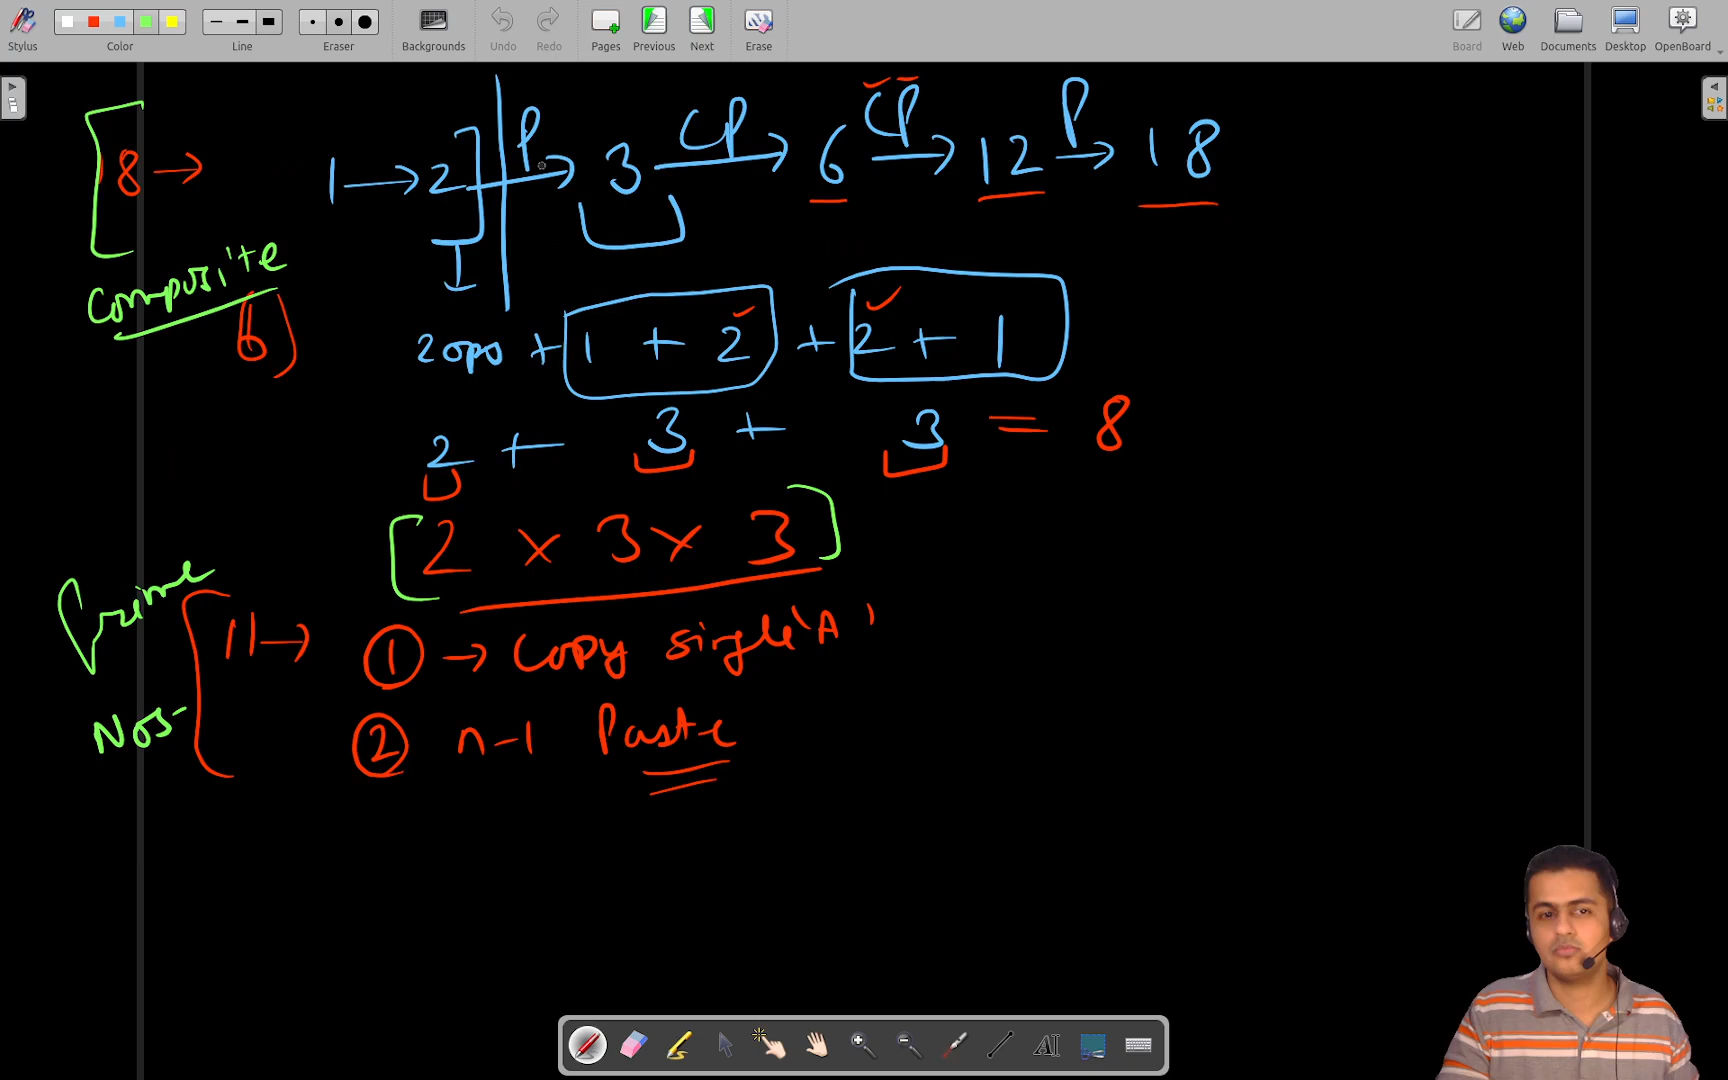 Stylus Color Line Eraser Backgrounds Undo Redo Pages Previous Next Erase Board Web Documents Desktop OpenBoard
8 → 1 → 2 P → 3 CP → 6 CP → 12 P → 18
Composite
6
2 ops + 1 + 2 + 2 + 1
2 + 3 + 3 = 8
[2 × 3 × 3]
Prime
Nos
11 → ① → Copy single 'A'
② n-1 Paste